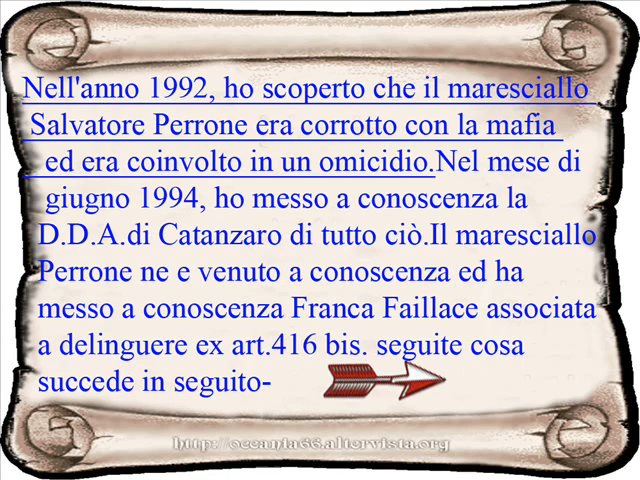 Nell'anno 1992, ho scoperto che il maresciallo
Salvatore Perrone era corrotto con la mafia
ed era coinvolto in un omicidio.Nel mese di
giugno 1994, ho messo a conoscenza la
D.D.A.di Catanzaro di tutto ciò.Il maresciallo
Perrone ne e venuto a conoscenza ed ha
messo a conoscenza Franca Faillace associata
a delinguere ex art.416 bis. seguite cosa
succede in seguito-
http://oceania66.altervista.org